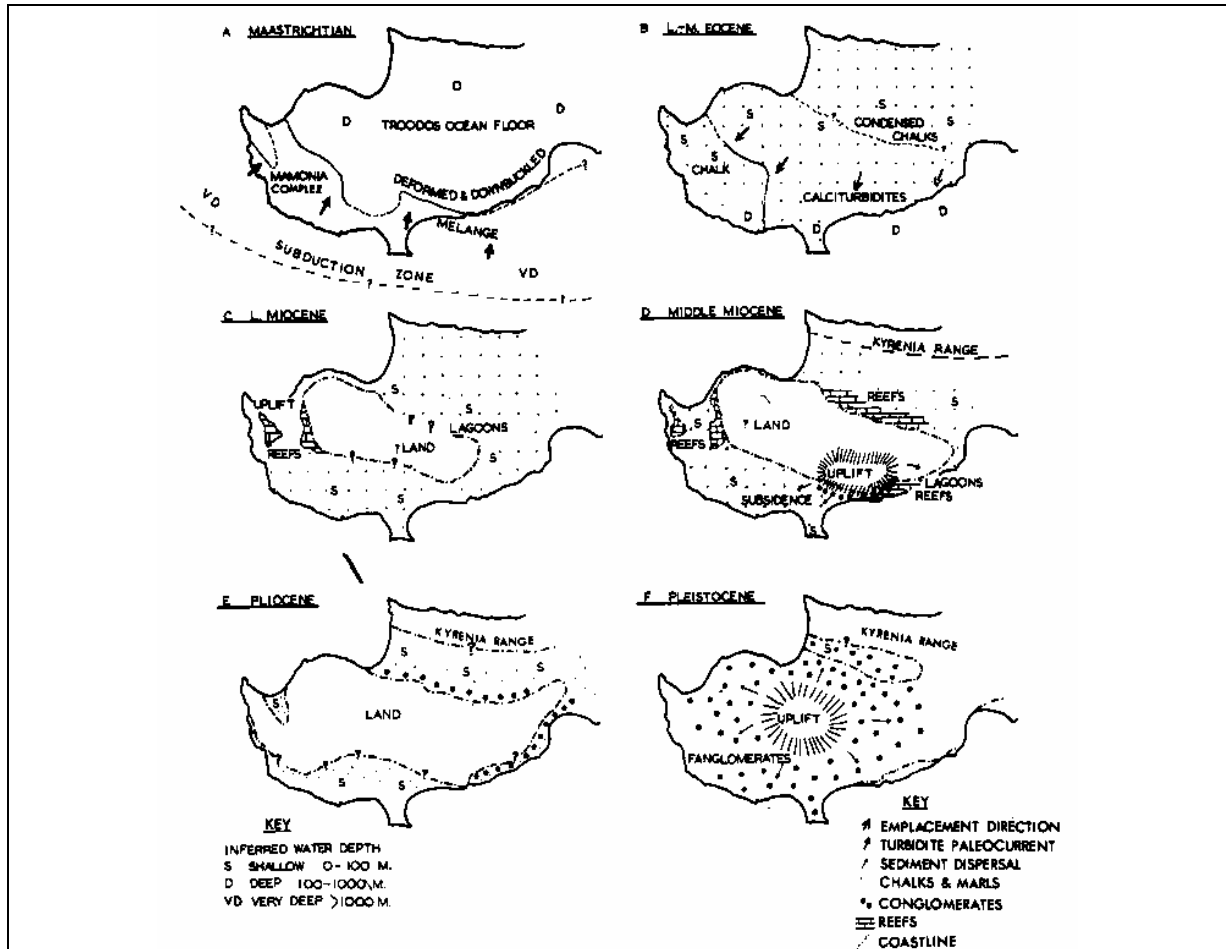 A MAASTRICHTIAN
D
D
D
TROODOS OCEAN FLOOR
MAMONIA
COMPLEX
DEFORMED & DOWNBUCKLED
MELANGE
VD
SUBDUCTION ZONE
VD
?
?
?
?
B L.-M. EOCENE
S
S
S
S
CONDENSED
CHALKS
S
S
CHALK
?
?
CALCITURBIDITES
D
D
D
D
C L. MIOCENE
UPLIFT
REEFS
S
S
? ?
LAGOONS
? LAND
S
? ?
S
S
D MIDDLE MIOCENE
KYRENIA RANGE
REEFS
S
S
? LAND
REEFS
UPLIFT
LAGOONS
REEFS
S
SUBSIDENCE
S
E PLIOCENE
KYRENIA RANGE
?
S
S
S
S
LAND
? ? ? ? ?
S S
KEY
INFERRED WATER DEPTH
S SHALLOW 0-100 M.
D DEEP 100-1000 M.
VD VERY DEEP >1000 M.
F PLEISTOCENE
KYRENIA RANGE
?
S
UPLIFT
FANGLOMERATES
KEY
EMPLACEMENT DIRECTION
TURBIDITE PALEOCURRENT
SEDIMENT DISPERSAL
CHALKS & MARLS
CONGLOMERATES
REEFS
COASTLINE